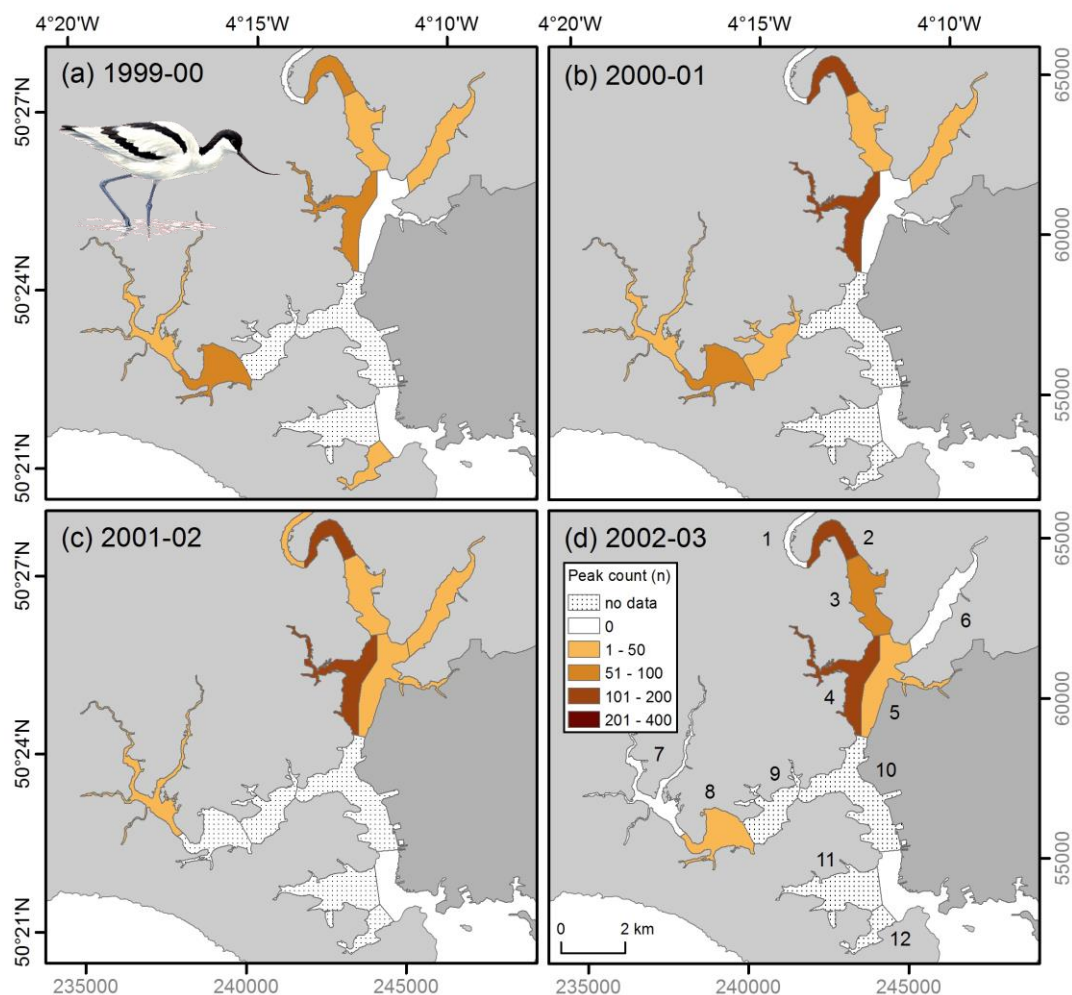 4°20'W 4°15'W 4°10'W 4°15'W 4°10'W
(a) 1999-00
(b) 2000-01
50°27'N
50°24'N
50°21'N
65000
60000
55000
(c) 2001-02
(d) 2002-03
50°27'N
50°24'N
50°21'N
Peak count (n)
no data
0
1 - 50
51 - 100
101 - 200
201 - 400
1
2
3
4
5
6
7
8
9
10
11
12
0 2 km
65000
60000
55000
235000 240000 245000 235000 240000 245000